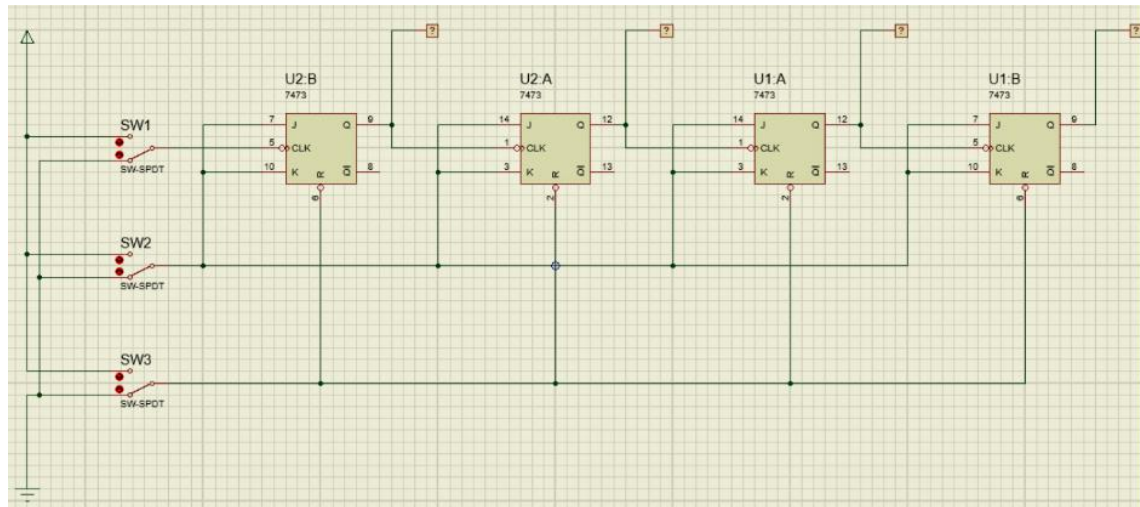 ? ? ? ?
U2:B U2:A U1:A U1:B
7473 7473 7473 7473
7 J Q 9 14 J Q 12 14 J Q 12 7 J Q 9
SW1
5 CLK 1 CLK 1 CLK 5 CLK
SW-SPDT
10 K R Q 8 3 K R Q 13 3 K R Q 13 10 K R Q 8
6 2 2 6
SW2
SW-SPDT
SW3
SW-SPDT